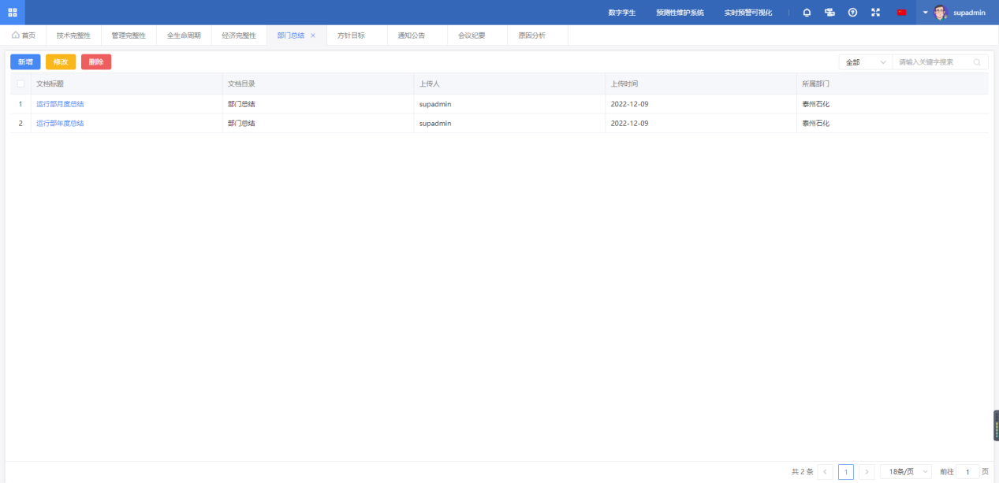 数字孪生 预测性维护系统 实时预警可视化 supadmin
首页 技术完整性 管理完整性 全生命周期 经济完整性 部门总结 × 方针目标 通知公告 会议纪要 原因分析
新增 修改 删除 全部 请输入关键字搜索
文档标题 文档目录 上传人 上传时间 所属部门
1 运行部月度总结 部门总结 supadmin 2022-12-09 泰州石化
2 运行部年度总结 部门总结 supadmin 2022-12-09 泰州石化
共 2 条 < 1 > 18条/页 前往 1 页